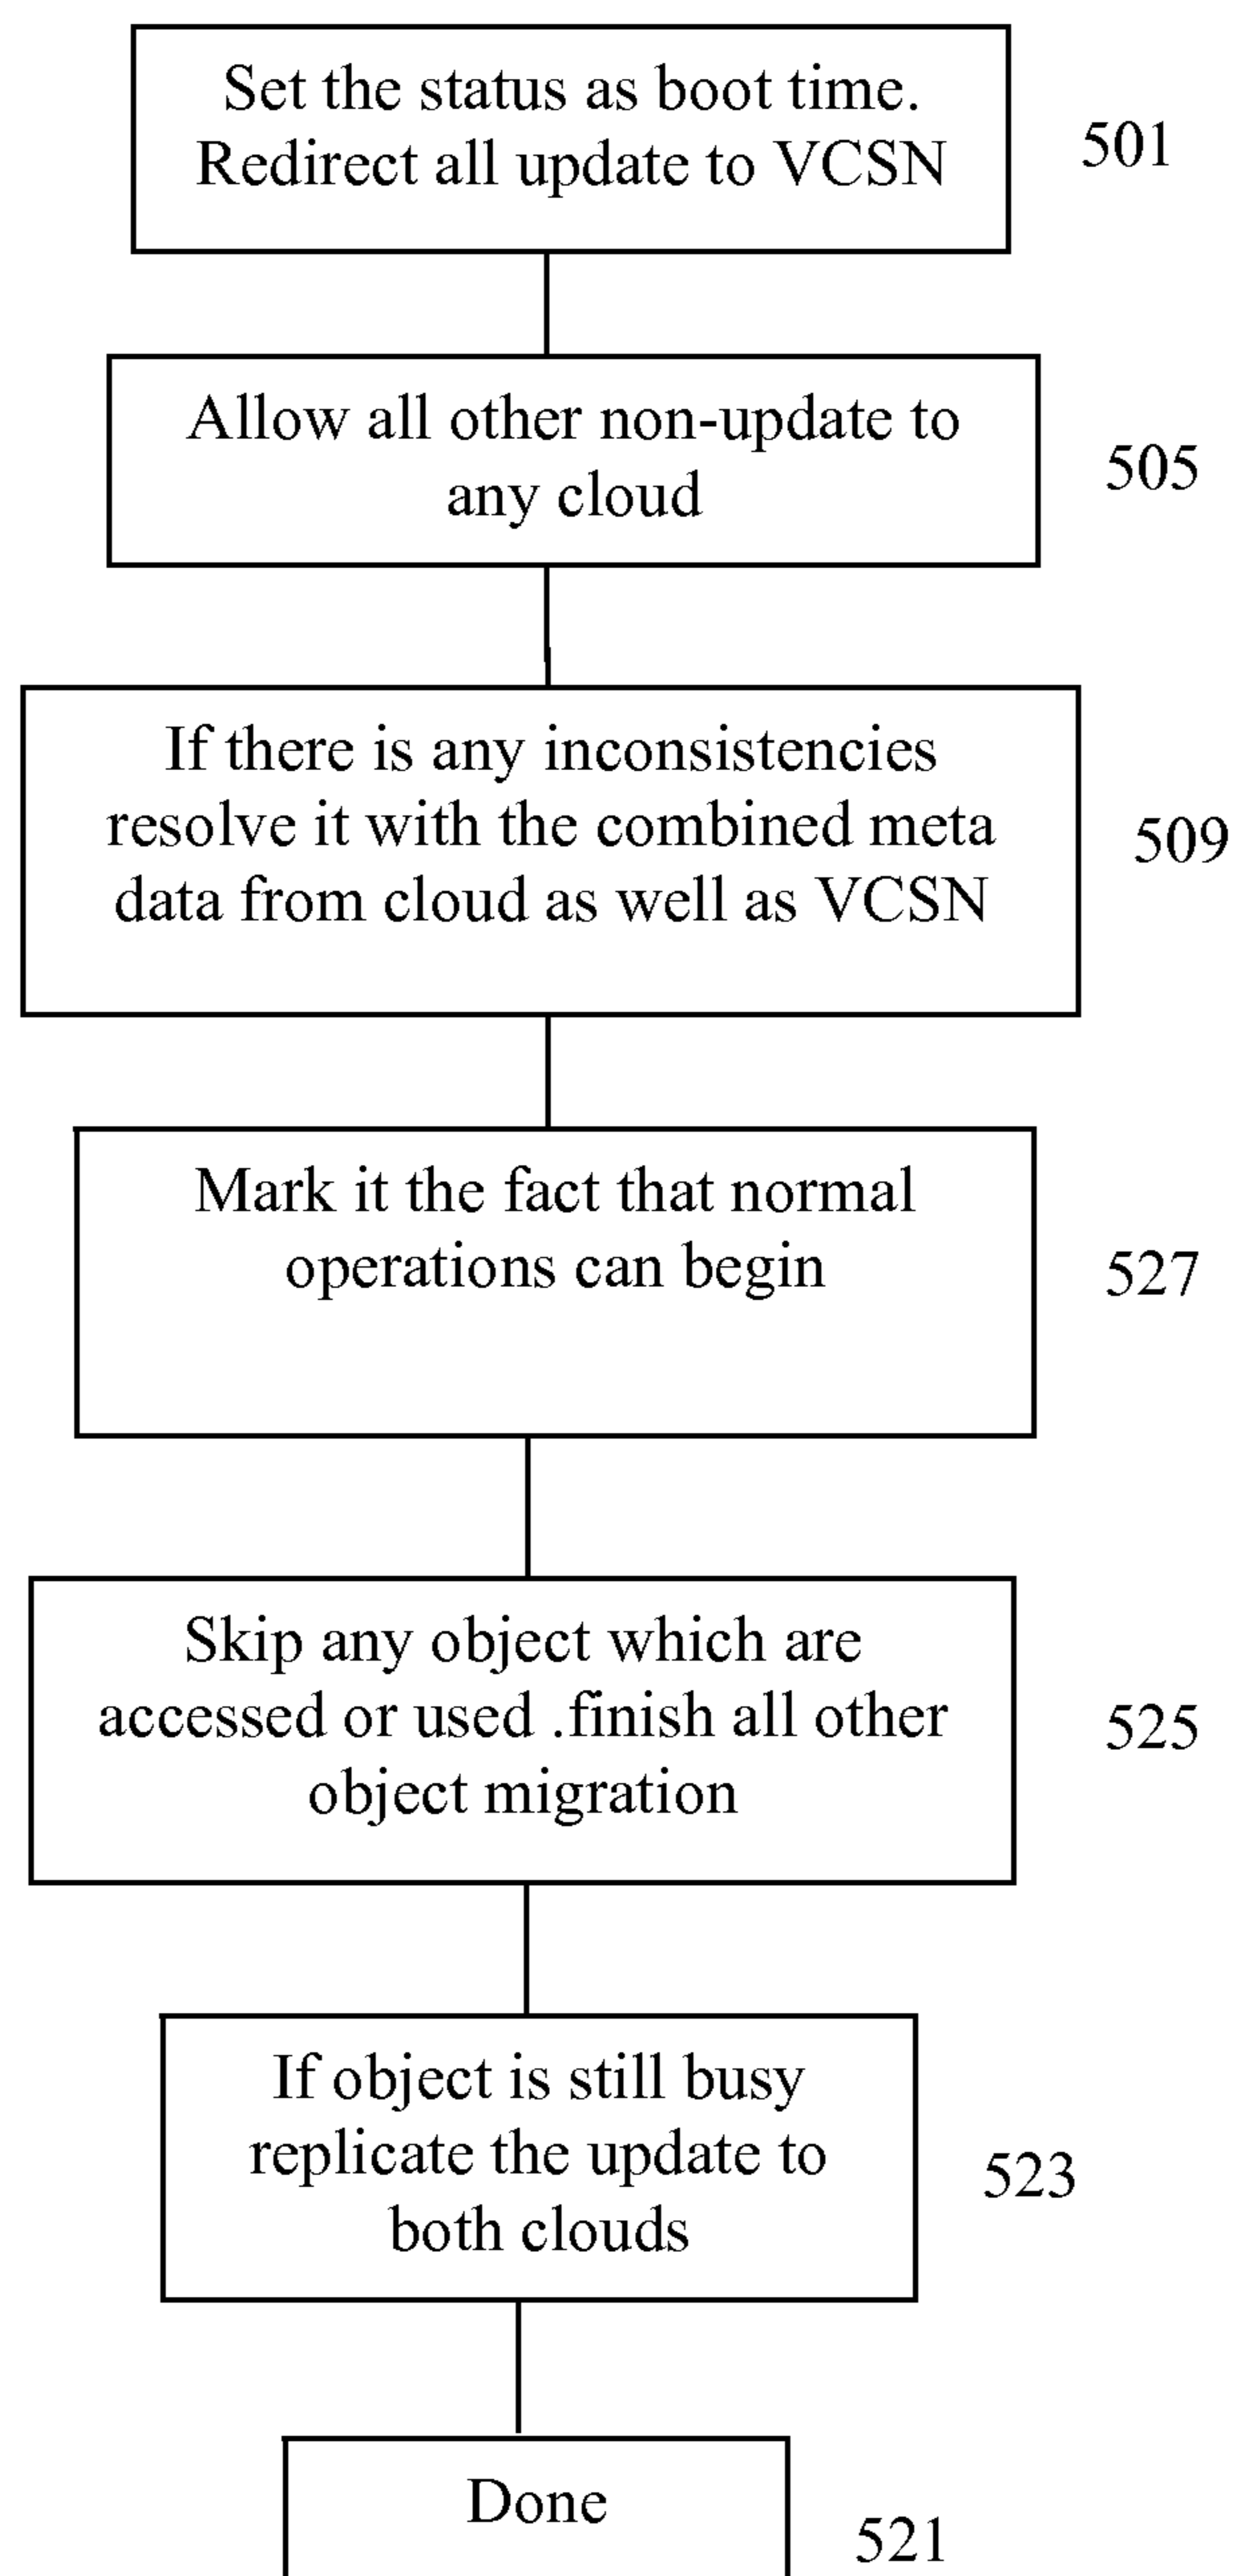 Set the status as boot time.
Redirect all update to VCSN
501
Allow all other non-update to
any cloud
505
If there is any inconsistencies
resolve it with the combined meta
data from cloud as well as VCSN
509
Mark it the fact that normal
operations can begin
527
Skip any object which are
accessed or used .finish all other
object migration
525
If object is still busy
replicate the update to
both clouds
523
Done
521